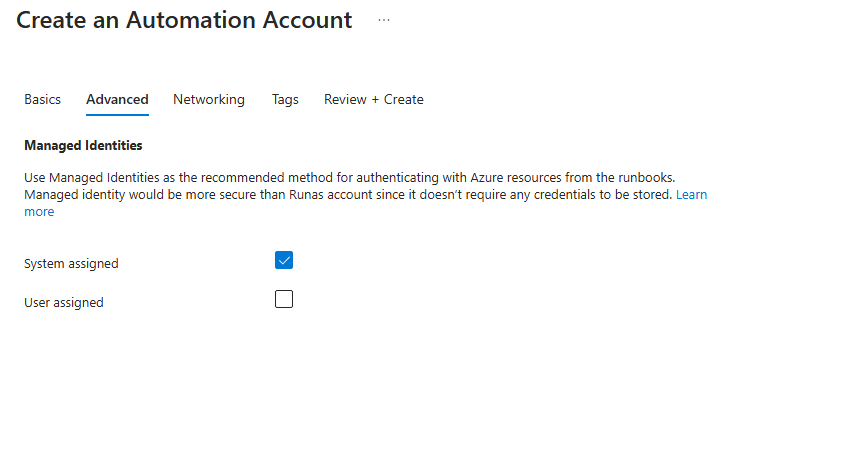 Create an Automation Account ...
Basics Advanced Networking Tags Review + Create
Managed Identities
Use Managed Identities as the recommended method for authenticating with Azure resources from the runbooks.
Managed identity would be more secure than Runas account since it doesn’t require any credentials to be stored. Learn
more
System assigned
User assigned